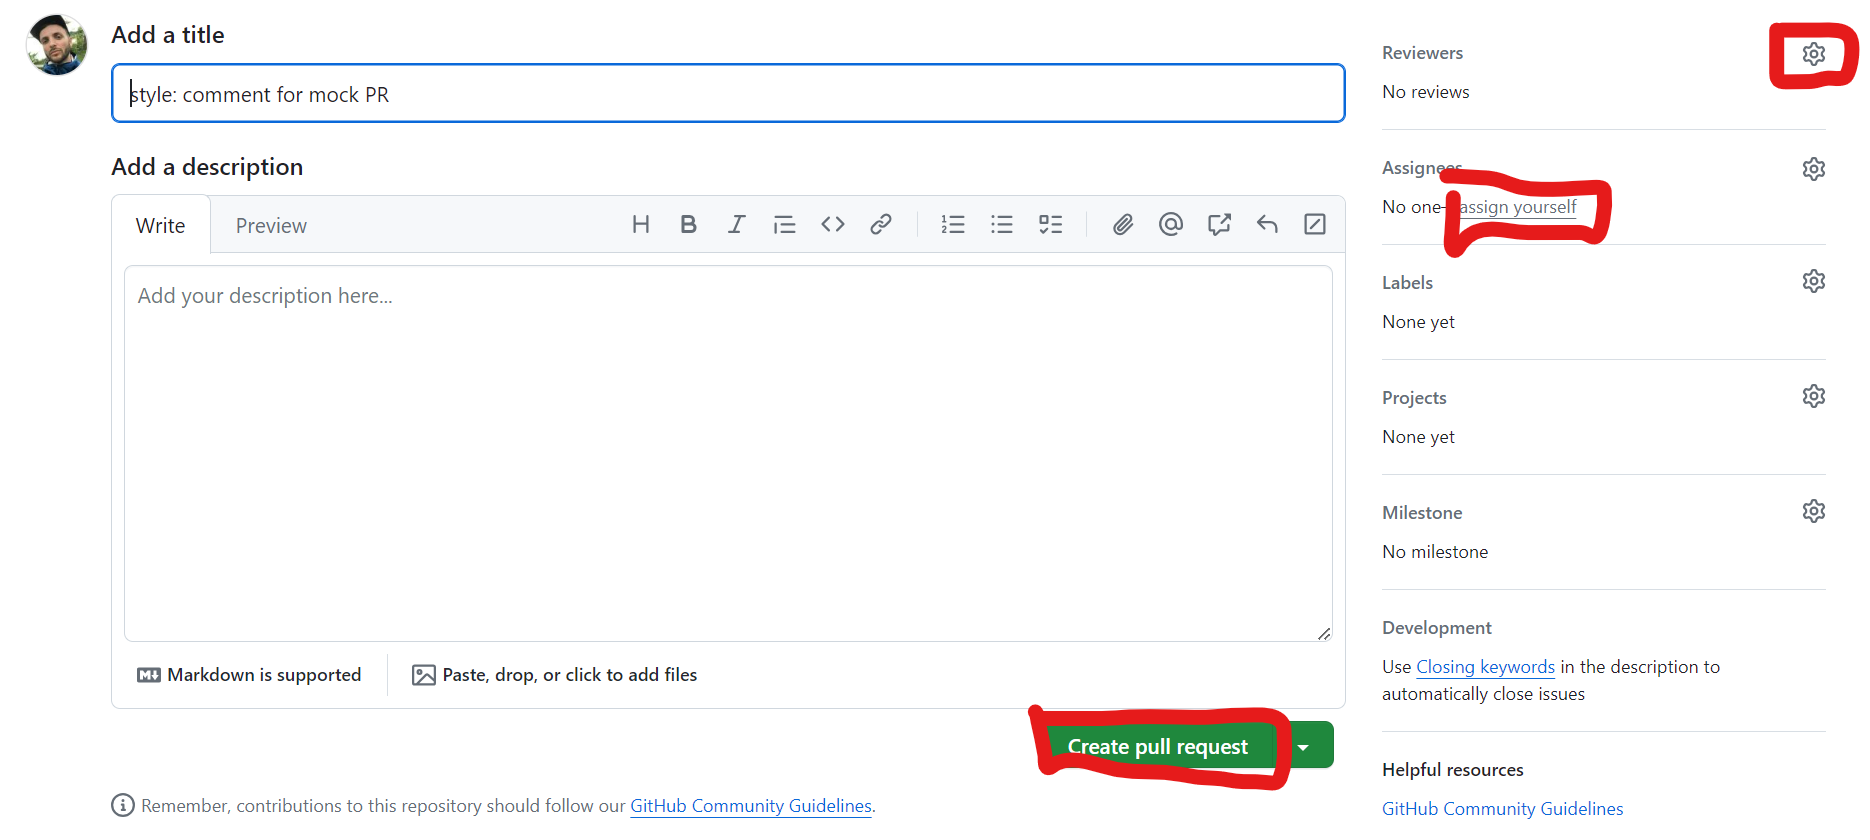 Add a title
style: comment for mock PR
Add a description
Write
Preview
Add your description here...
Markdown is supported
Paste, drop, or click to add files
Create pull request
Remember, contributions to this repository should follow our GitHub Community Guidelines.
Reviewers
No reviews
Assignees
No one—assign yourself
Labels
None yet
Projects
None yet
Milestone
No milestone
Development
Use Closing keywords in the description to
automatically close issues
Helpful resources
GitHub Community Guidelines